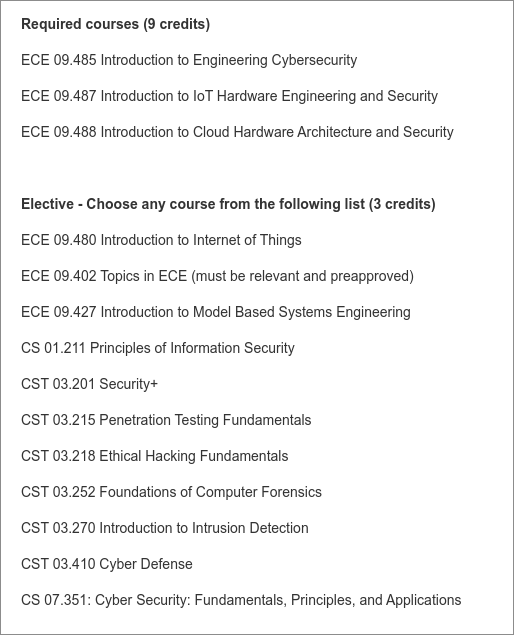 Required courses (9 credits)
ECE 09.485 Introduction to Engineering Cybersecurity
ECE 09.487 Introduction to IoT Hardware Engineering and Security
ECE 09.488 Introduction to Cloud Hardware Architecture and Security
Elective - Choose any course from the following list (3 credits)
ECE 09.480 Introduction to Internet of Things
ECE 09.402 Topics in ECE (must be relevant and preapproved)
ECE 09.427 Introduction to Model Based Systems Engineering
CS 01.211 Principles of Information Security
CST 03.201 Security+
CST 03.215 Penetration Testing Fundamentals
CST 03.218 Ethical Hacking Fundamentals
CST 03.252 Foundations of Computer Forensics
CST 03.270 Introduction to Intrusion Detection
CST 03.410 Cyber Defense
CS 07.351: Cyber Security: Fundamentals, Principles, and Applications